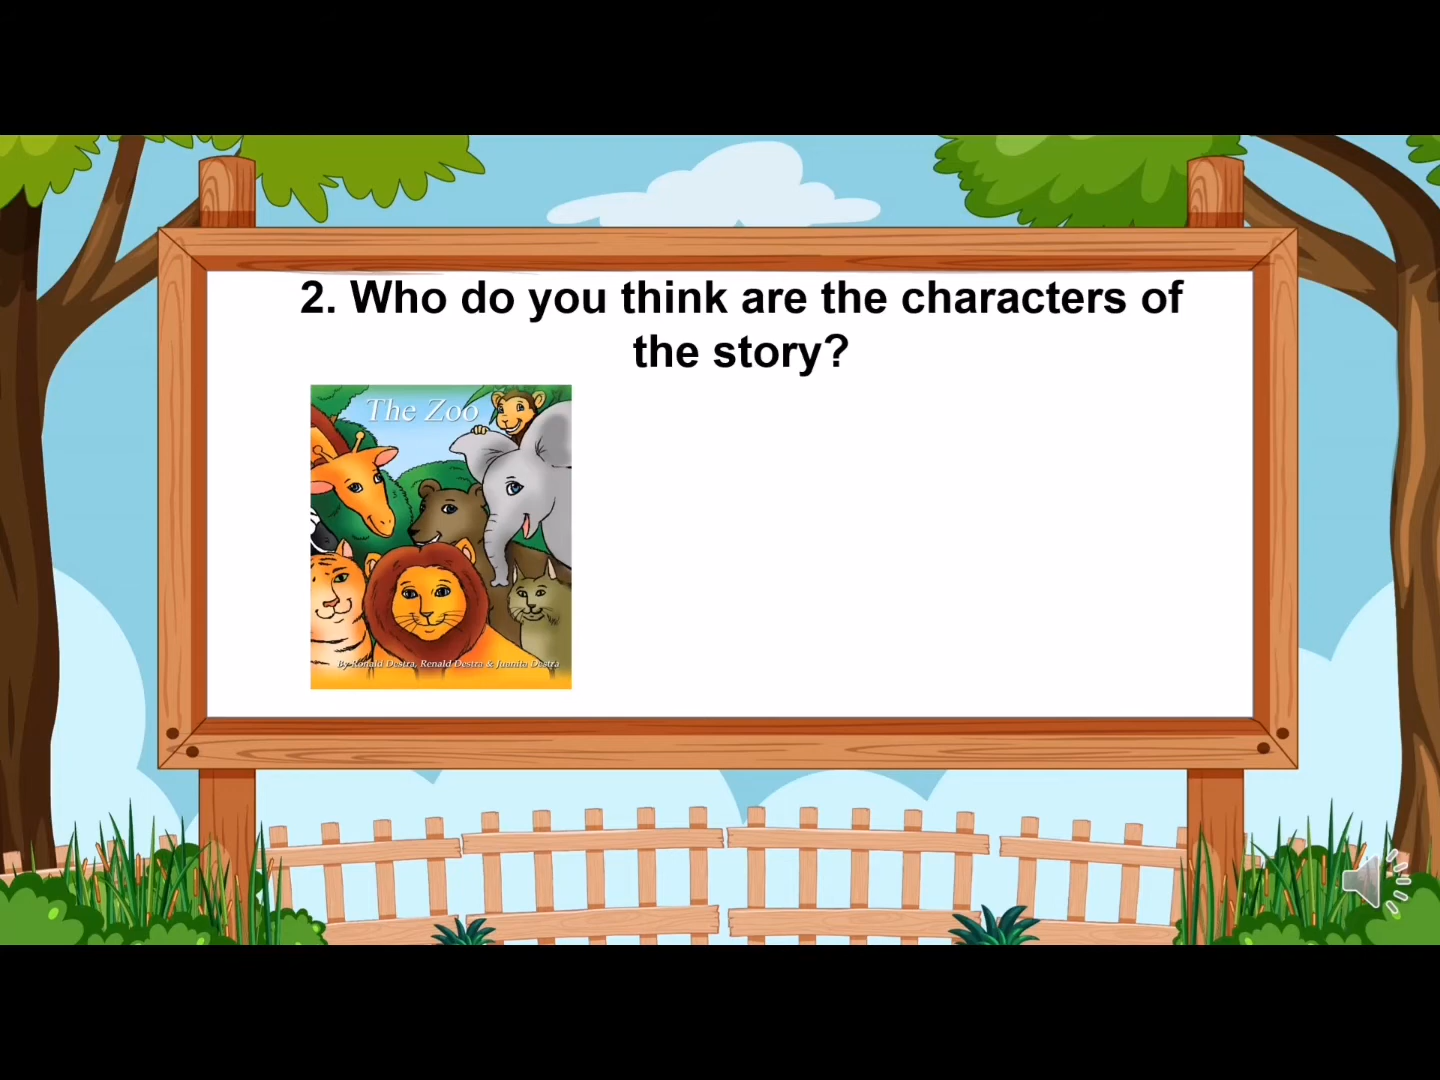 2. Who do you think are the characters of
the story?
The Zoo
By Ronald Destra, Renald Destra & Juanita Destra